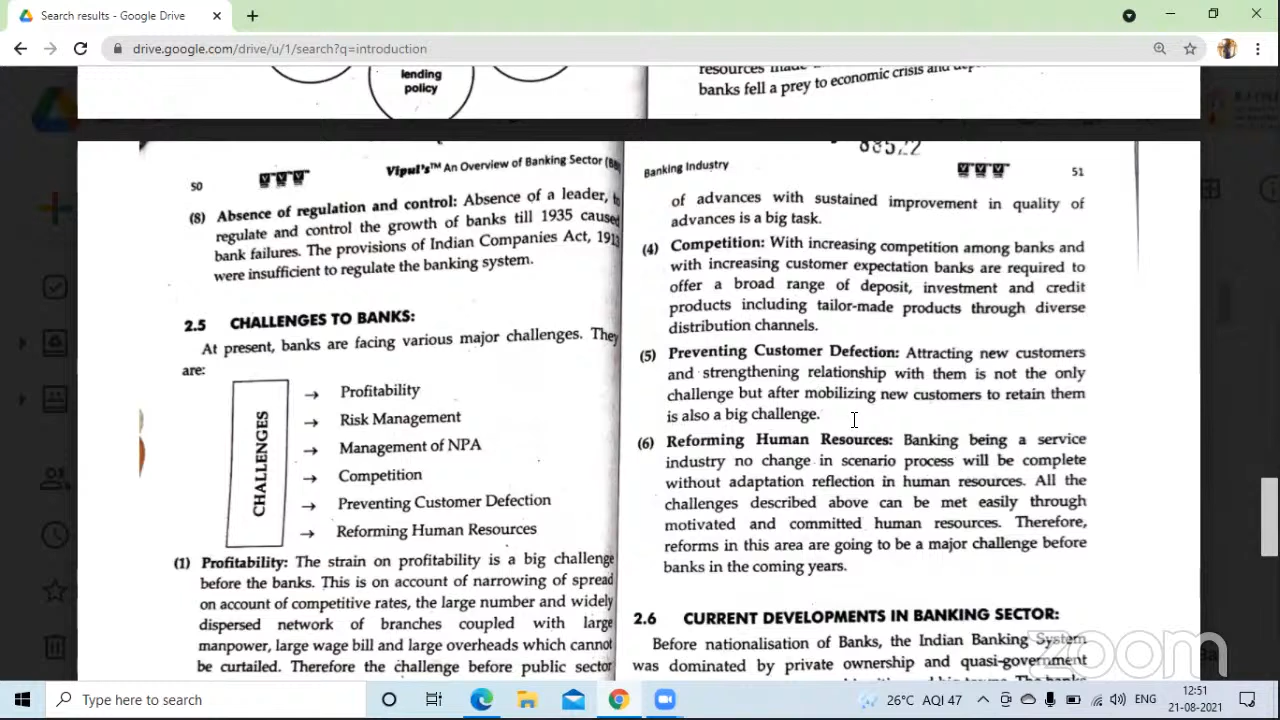 Search results - Google Drive
drive.google.com/drive/u/1/search?q=introduction
lending
policy
banks fell a prey to economic crisis and
50
Vipul's™ An Overview of Banking Sector
(8) Absence of regulation and control: Absence of a leader,
regulate and control the growth of banks till 1935 caused
bank failures. The provisions of Indian Companies Act, 1913
were insufficient to regulate the banking system.
2.5 CHALLENGES TO BANKS:
At present, banks are facing various major challenges. They
are:
CHALLENGES
→ Profitability
→ Risk Management
→ Management of NPA
→ Competition
→ Preventing Customer Defection
→ Reforming Human Resources
(1) Profitability: The strain on profitability is a big challenge
before the banks. This is on account of narrowing of spread
on account of competitive rates, the large number and widely
dispersed network of branches coupled with large
manpower, large wage bill and large overheads which cannot
be curtailed. Therefore the challenge before public sector
Banking Industry
51
of advances with sustained improvement in quality of
advances is a big task.
(4) Competition: With increasing competition among banks and
with increasing customer expectation banks are required to
offer a broad range of deposit, investment and credit
products including tailor-made products through diverse
distribution channels.
(5) Preventing Customer Defection: Attracting new customers
and strengthening relationship with them is not the only
challenge but after mobilizing new customers to retain them
is also a big challenge.
(6) Reforming Human Resources: Banking being a service
industry no change in scenario process will be complete
without adaptation reflection in human resources. All the
challenges described above can be met easily through
motivated and committed human resources. Therefore,
reforms in this area are going to be a major challenge before
banks in the coming years.
2.6 CURRENT DEVELOPMENTS IN BANKING SECTOR:
Before nationalisation of Banks, the Indian Banking System
was dominated by private ownership and quasi-government
zoom
Type here to search
26°C AQI 47
ENG
12:51
21-08-2021